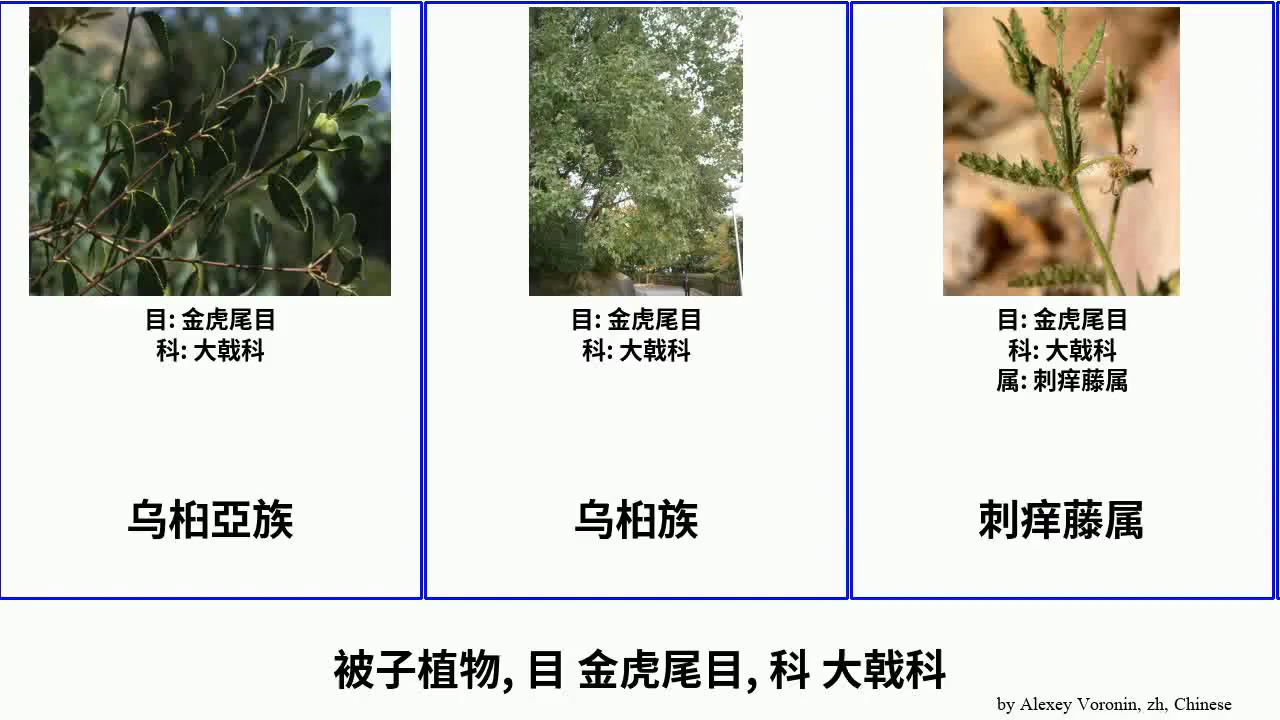 目: 金虎尾目
科: 大戟科
乌桕亞族
目: 金虎尾目
科: 大戟科
乌桕族
目: 金虎尾目
科: 大戟科
属: 刺痒藤属
刺痒藤属
被子植物, 目 金虎尾目, 科 大戟科
by Alexey Voronin, zh, Chinese